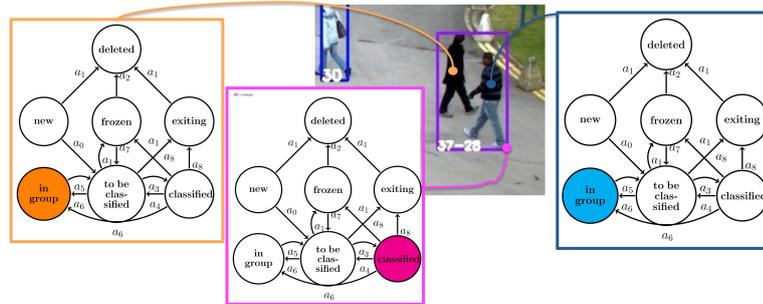 deleted
a₁
a₂
a₁
new
frozen
exiting
a₀
a₁
a₇
a₁
a₈
a₈
in
group
to be
clas-
sified
classified
a₅
a₆
a₃
a₄
a₆
30
37-28
deleted
a₁
a₂
a₁
new
frozen
exiting
a₀
a₁
a₇
a₁
a₈
a₈
in
group
to be
clas-
sified
classified
a₅
a₆
a₃
a₄
a₆
deleted
a₁
a₂
a₁
new
frozen
exiting
a₀
a₁
a₇
a₁
a₈
a₈
in
group
to be
clas-
sified
classified
a₅
a₆
a₃
a₄
a₆